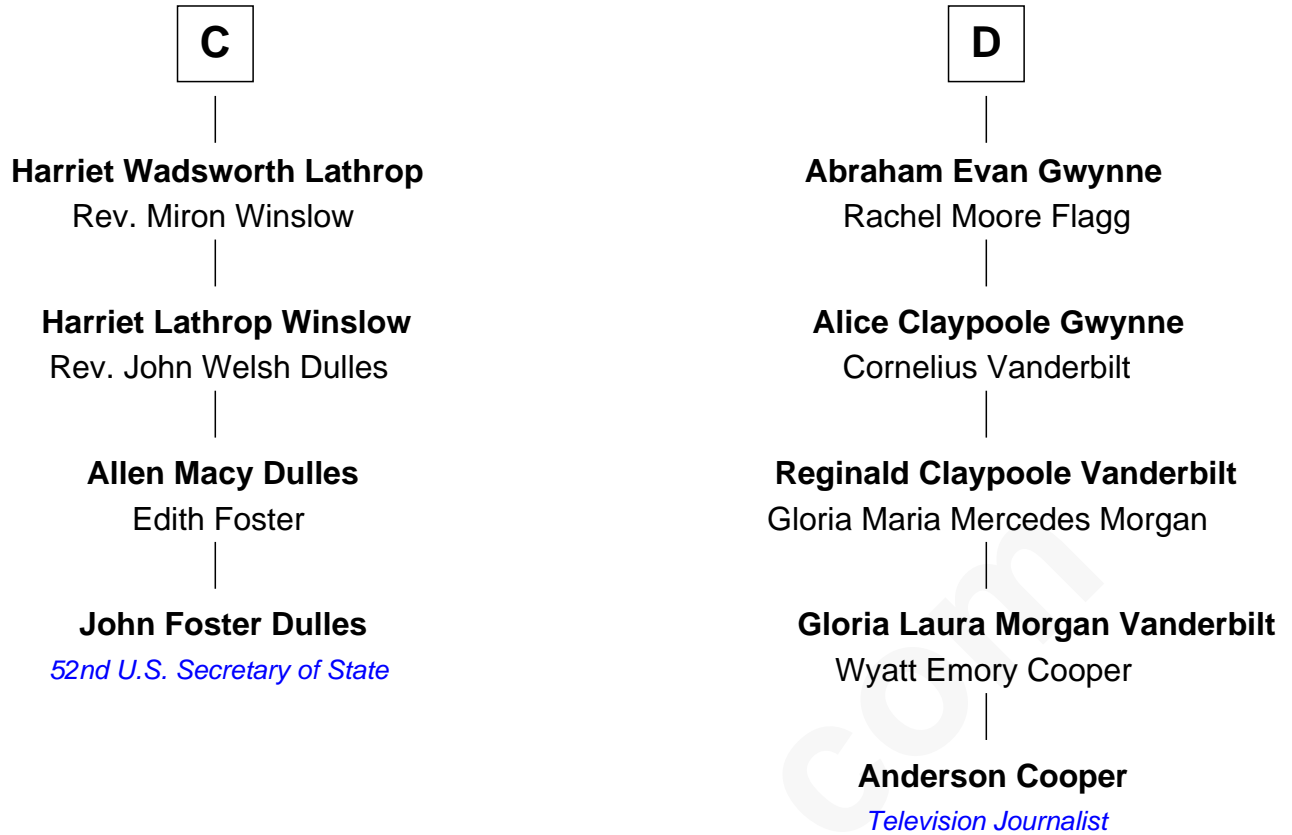 C
Harriet Wadsworth Lathrop
Rev. Miron Winslow
Harriet Lathrop Winslow
Rev. John Welsh Dulles
Allen Macy Dulles
Edith Foster
John Foster Dulles
52nd U.S. Secretary of State
D
Abraham Evan Gwynne
Rachel Moore Flagg
Alice Claypoole Gwynne
Cornelius Vanderbilt
Reginald Claypoole Vanderbilt
Gloria Maria Mercedes Morgan
Gloria Laura Morgan Vanderbilt
Wyatt Emory Cooper
Anderson Cooper
Television Journalist
com